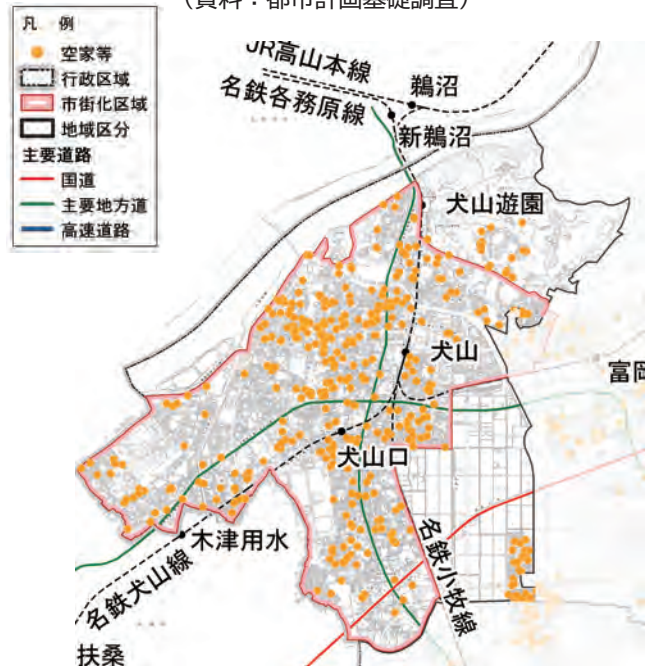 (資料：都市計画基礎調査)
凡　例
空家等
行政区域
市街化区域
地域区分
主要道路
国道
主要地方道
高速道路
JR高山本線
鵜沼
名鉄各務原線
新鵜沼
犬山遊園
犬山
富岡
犬山口
木津用水
名鉄小牧線
名鉄犬山線
扶桑